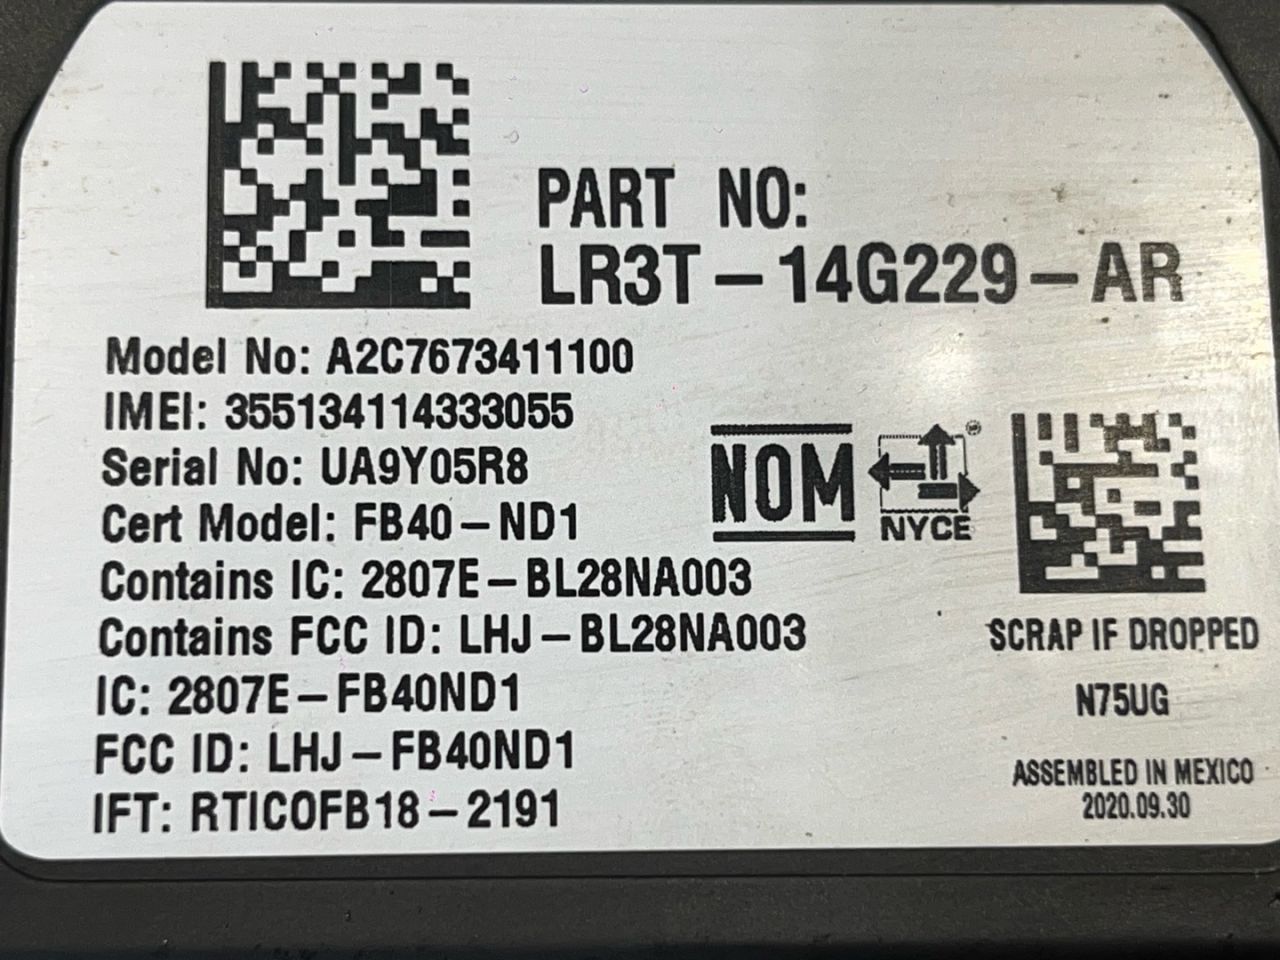 PART NO:
LR3T-14G229-AR
Model No: A2C7673411100
IMEI: 355134114333055
Serial No: UA9Y05R8
Cert Model: FB40-ND1
Contains IC: 2807E-BL28NA003
Contains FCC ID: LHJ-BL28NA003
IC: 2807E-FB40ND1
FCC ID: LHJ-FB40ND1
IFT: RTICOFB18-2191
NOM
NYCE
SCRAP IF DROPPED
N75UG
ASSEMBLED IN MEXICO
2020.09.30